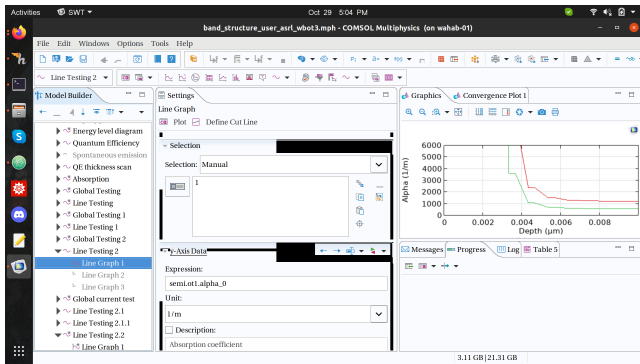 Activities
SWT
Oct 29 5:04 PM
band_structure_user_asrl_wbot3.mph - COMSOL Multiphysics (on wahab-01)
File Edit Windows Options Tools Help
Line Testing 2
Model Builder
Energy level diagram
Quantum Efficiency
Spontaneous emission
QE thickness scan
Absorption
Global Testing
Line Testing
Global Testing 1
Line Testing 1
Global Testing 2
Line Testing 2
Line Graph 1
Line Graph 2
Line Graph 3
Global current test
Line Testing 2.1
Line Testing 2.1.1
Line Testing 2.2
Line Graph 1
Settings
Line Graph
Plot Define Cut Line
Selection
Selection: Manual
1
y-Axis Data
Expression:
semi.ot1.alpha_0
Unit:
1/m
Description:
Absorption coefficient
Graphics Convergence Plot 1
Alpha (1/m)
6000
5000
4000
3000
2000
1000
0
0 0.002 0.004 0.006 0.008
Depth (μm)
Messages Progress Log Table 5
3.11 GB | 21.31 GB